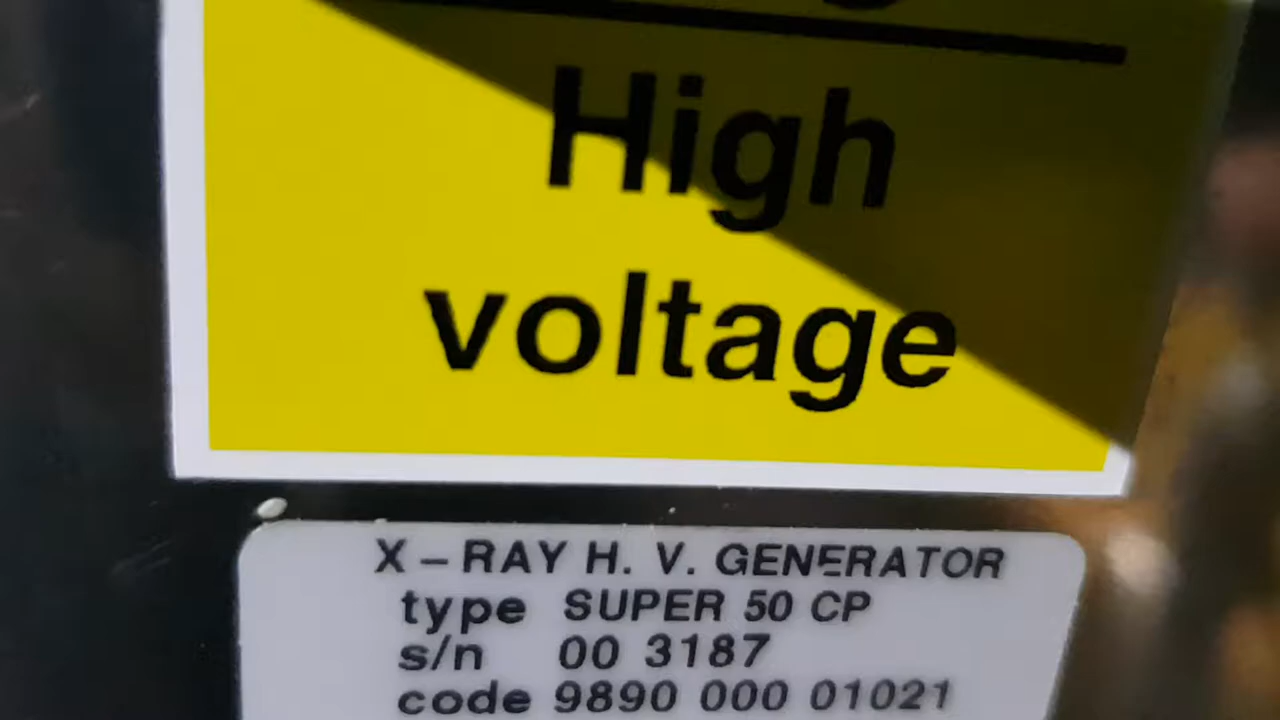 High
voltage
X – RAY H. V. GENERATOR
type SUPER 50 CP
s/n 00 3187
code 9890 000 01021